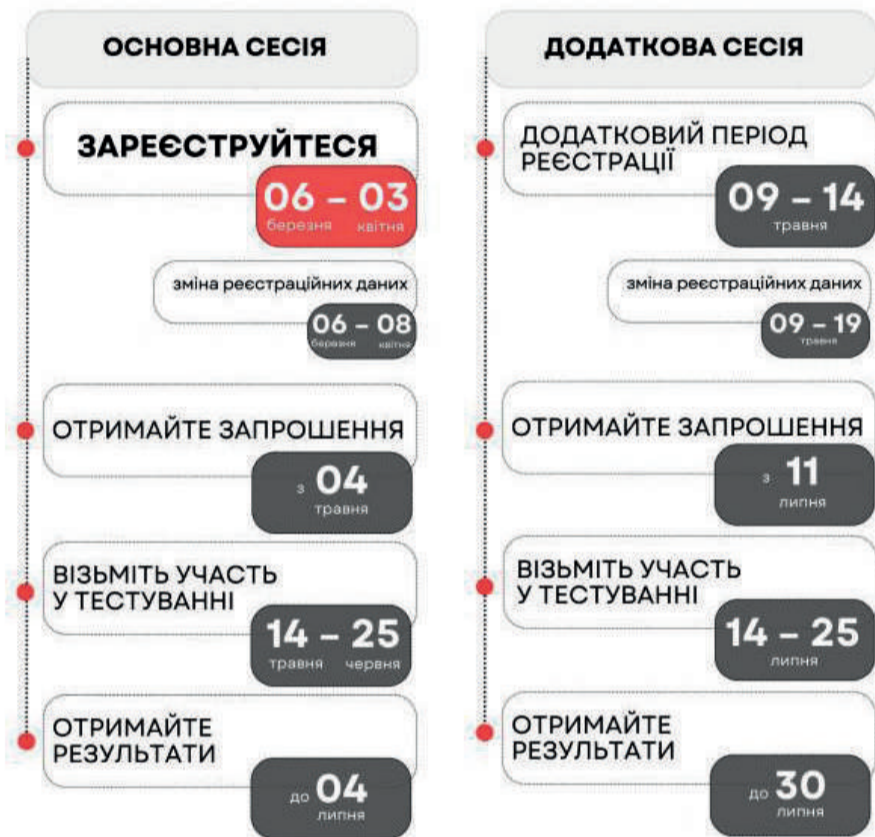 ОСНОВНА СЕСІЯ
ЗАРЕЄСТРУЙТЕСЯ
06 – 03
березня квітня
зміна реєстраційних даних
06 – 08
березня квітня
ОТРИМАЙТЕ ЗАПРОШЕННЯ
з 04
травня
ВІЗЬМІТЬ УЧАСТЬ
У ТЕСТУВАННІ
14 – 25
травня червня
ОТРИМАЙТЕ
РЕЗУЛЬТАТИ
до 04
липня
ДОДАТКОВА СЕСІЯ
ДОДАТКОВИЙ ПЕРІОД
РЕЄСТРАЦІЇ
09 – 14
травня
зміна реєстраційних даних
09 – 19
травня
ОТРИМАЙТЕ ЗАПРОШЕННЯ
з 11
липня
ВІЗЬМІТЬ УЧАСТЬ
У ТЕСТУВАННІ
14 – 25
липня
ОТРИМАЙТЕ
РЕЗУЛЬТАТИ
до 30
липня